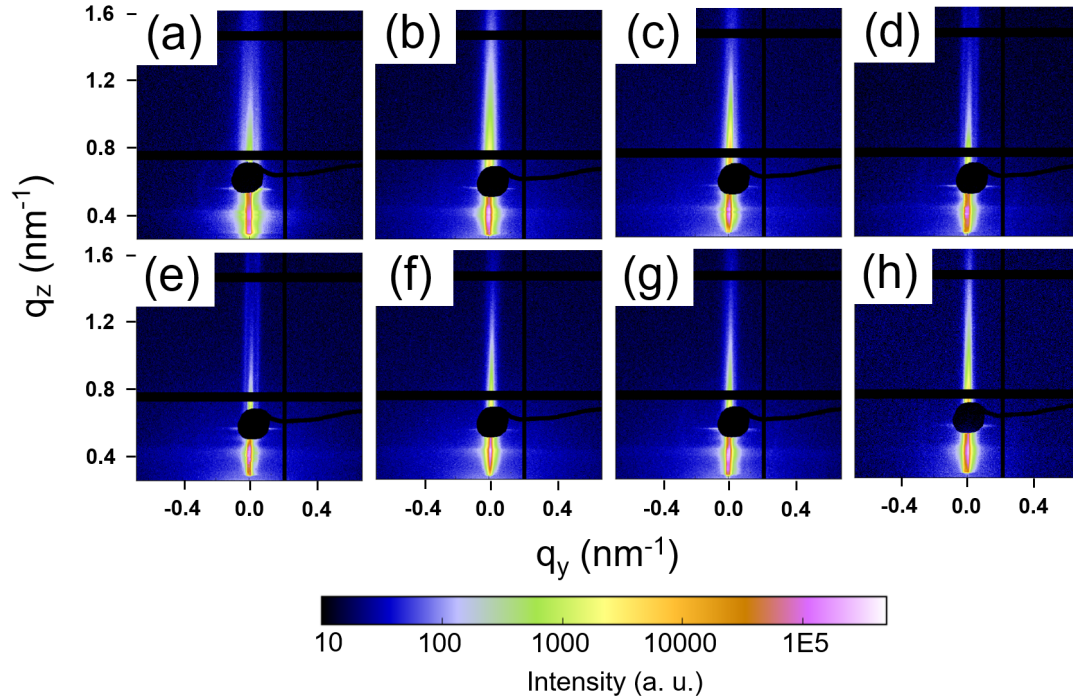 (a) (b) (c) (d)
1.6
1.2
0.8
0.4
(e) (f) (g) (h)
1.6
1.2
0.8
0.4
q_z (nm⁻¹)
-0.4 0.0 0.4 -0.4 0.0 0.4 -0.4 0.0 0.4 -0.4 0.0 0.4
q_y (nm⁻¹)
10 100 1000 10000 1E5
Intensity (a. u.)